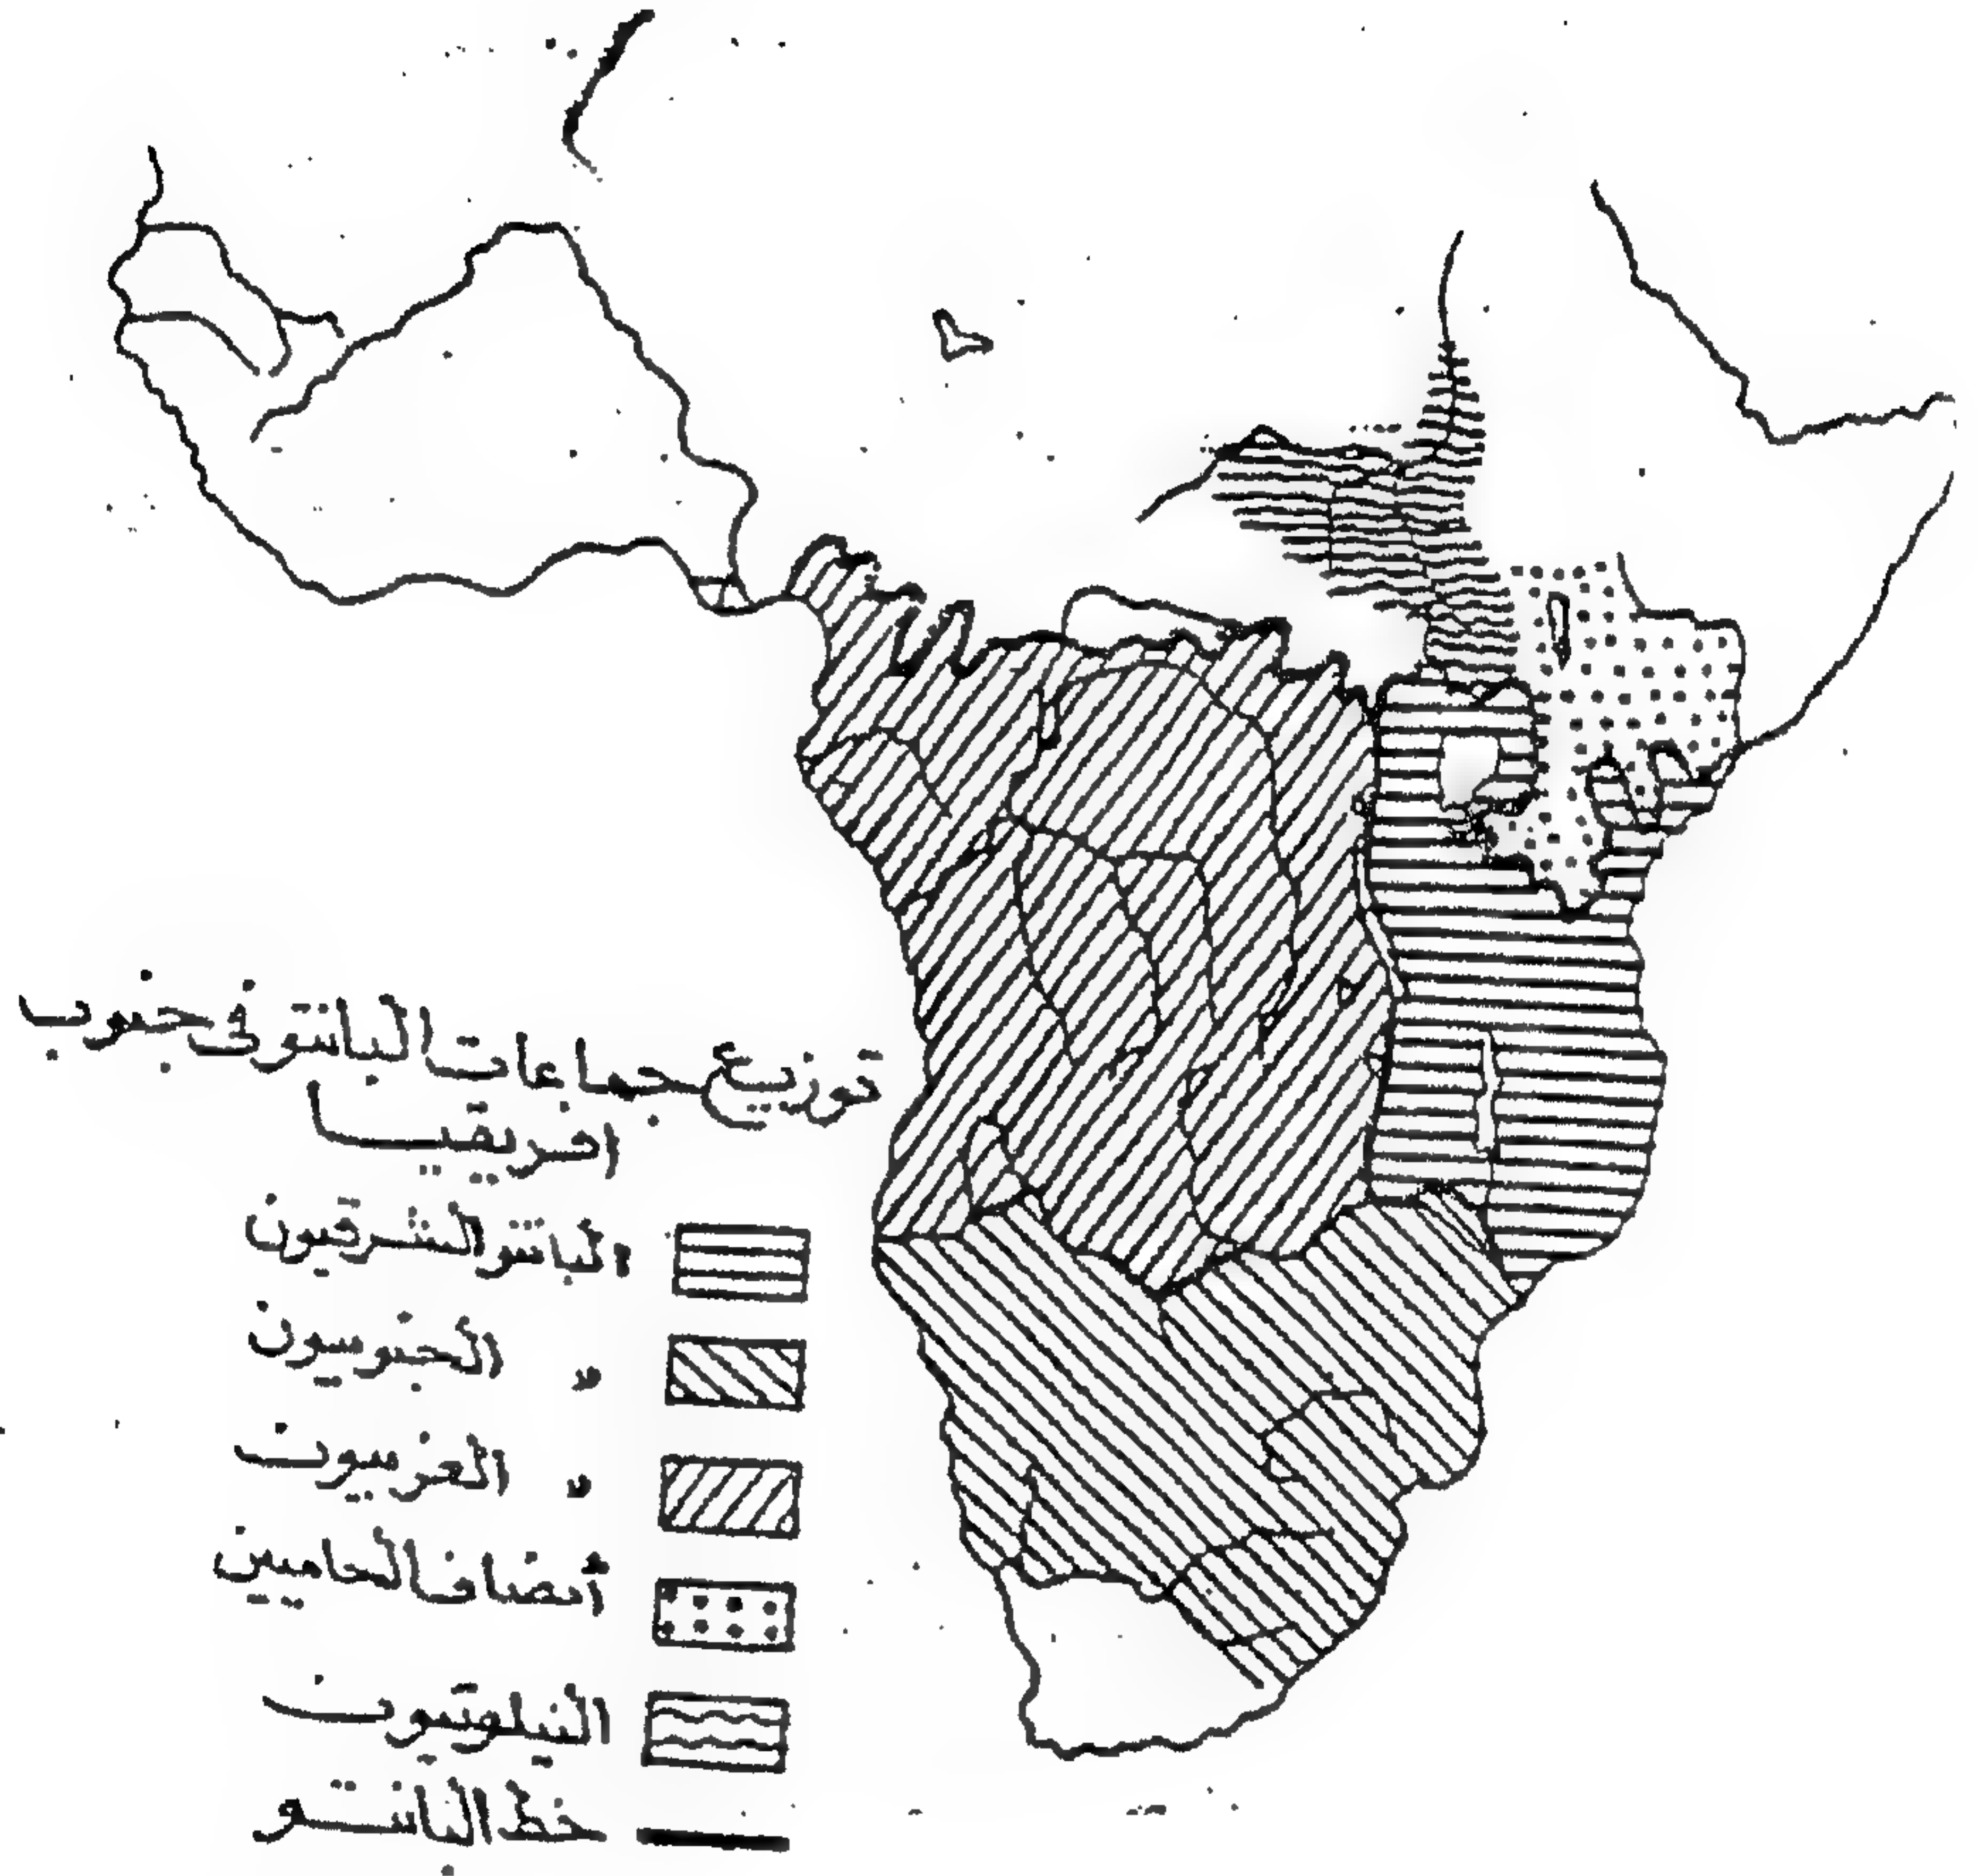 توزيع جماعات البانتو في جنوب
افريقيا
البانتو الشرقيون
" الجنوبيون
" الغربيون
أنصاف الحاميين
النيلوتيون
خط البانتو